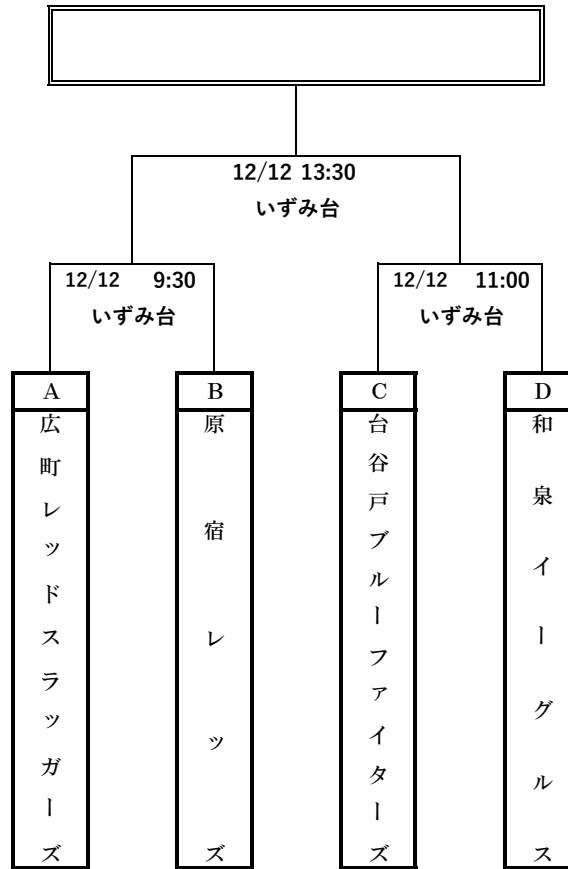 12/12 13:30
いずみ台
12/12 9:30
いずみ台
12/12 11:00
いずみ台
A
広町レッドスラッガーズ
B
原宿レッズ
C
台谷戸ブルーファイターズ
D
和泉イーグルス